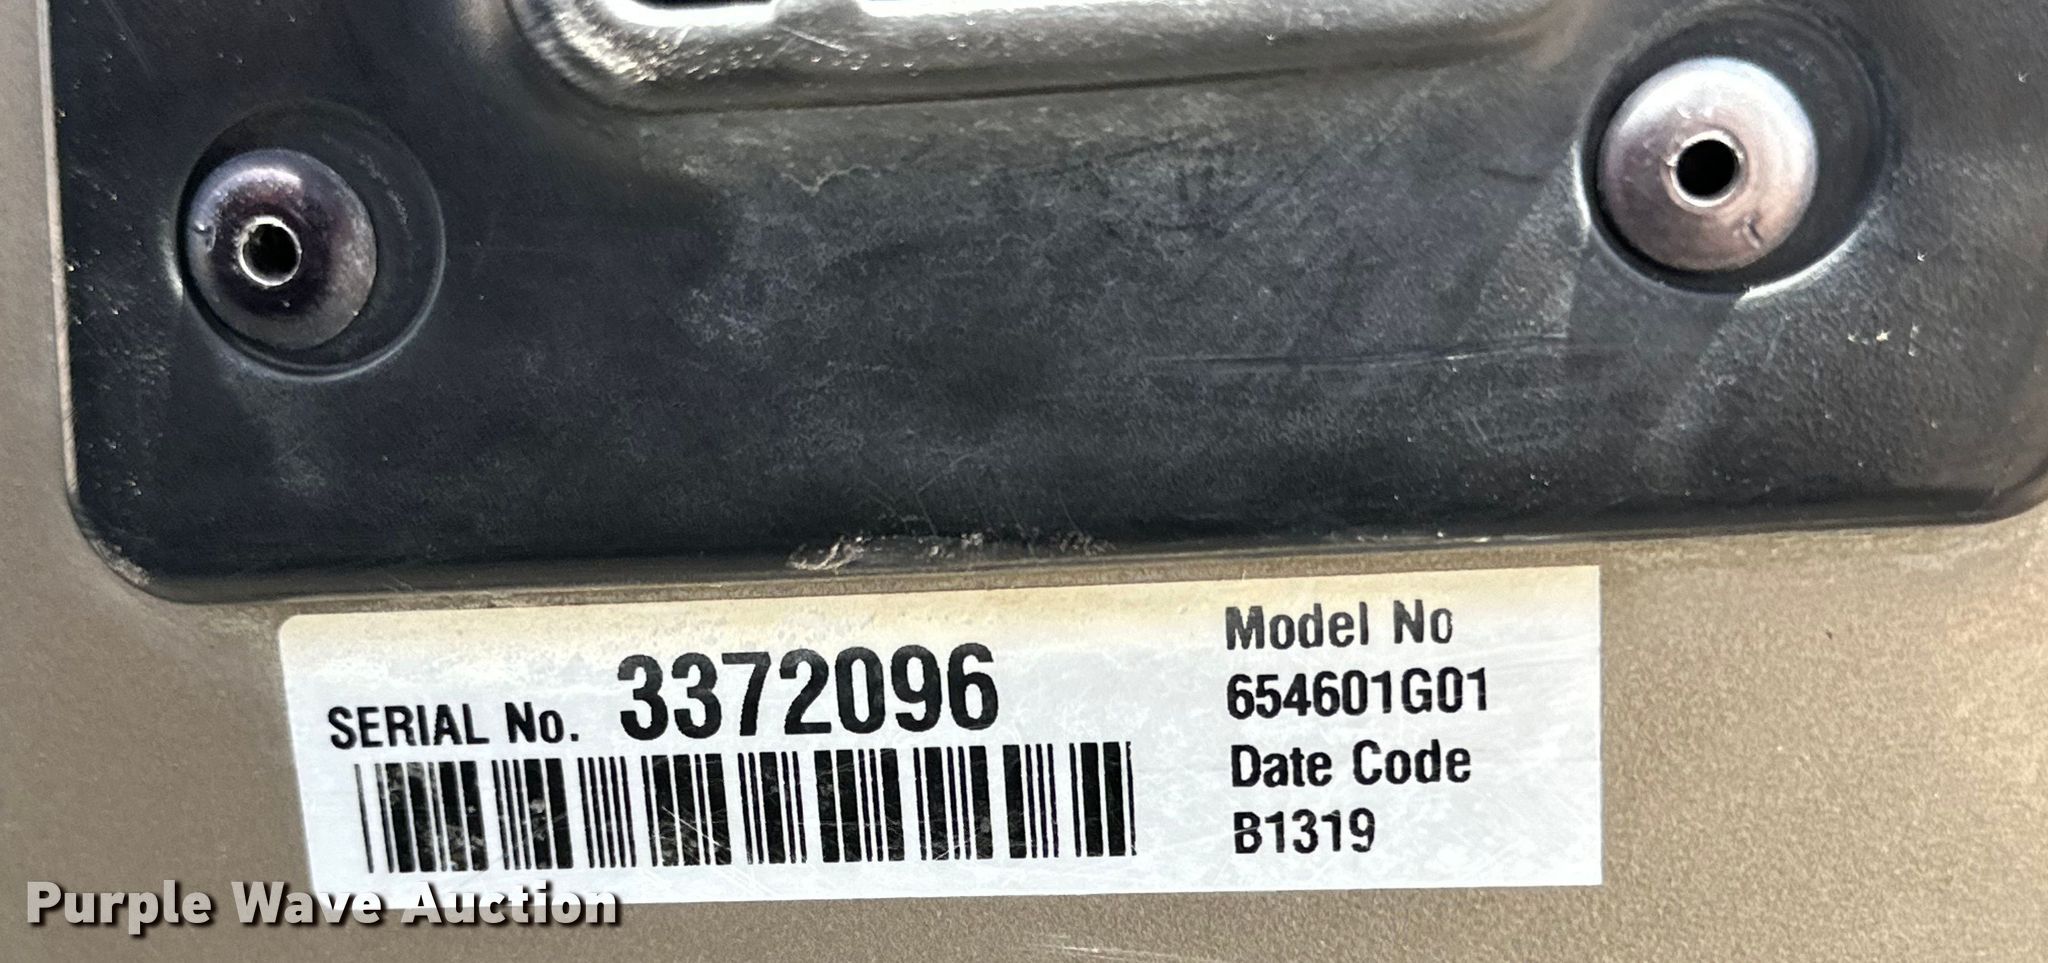 SERIAL No. 3372096
Model No
654601G01
Date Code
B1319
Purple Wave Auction